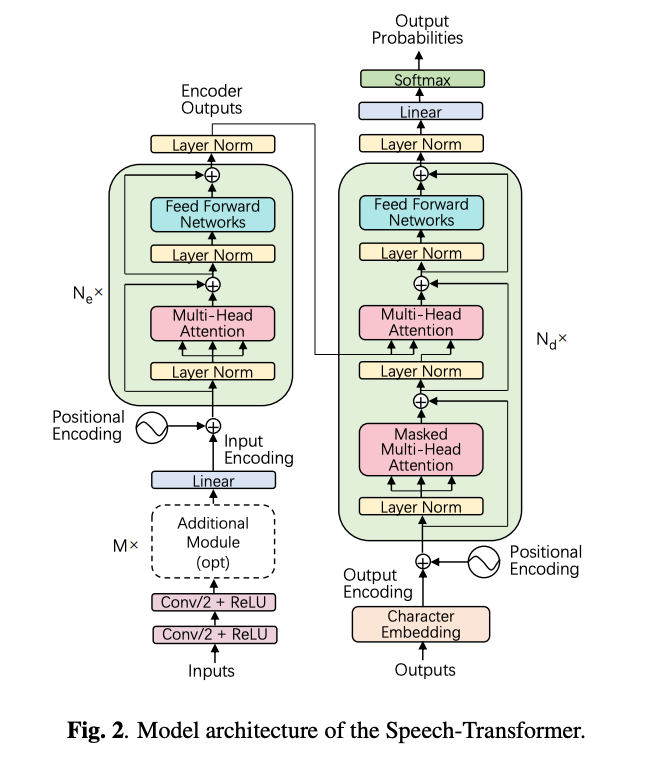 Output
Probabilities
Softmax
Linear
Layer Norm
Encoder
Outputs
Layer Norm
Feed Forward
Networks
Layer Norm
Multi-Head
Attention
Layer Norm
Ne×
Positional
Encoding
Input
Encoding
Linear
Additional
Module
(opt)
M×
Conv/2 + ReLU
Conv/2 + ReLU
Inputs
Feed Forward
Networks
Layer Norm
Multi-Head
Attention
Layer Norm
Masked
Multi-Head
Attention
Layer Norm
Nd×
Positional
Encoding
Output
Encoding
Character
Embedding
Outputs
Fig. 2. Model architecture of the Speech-Transformer.